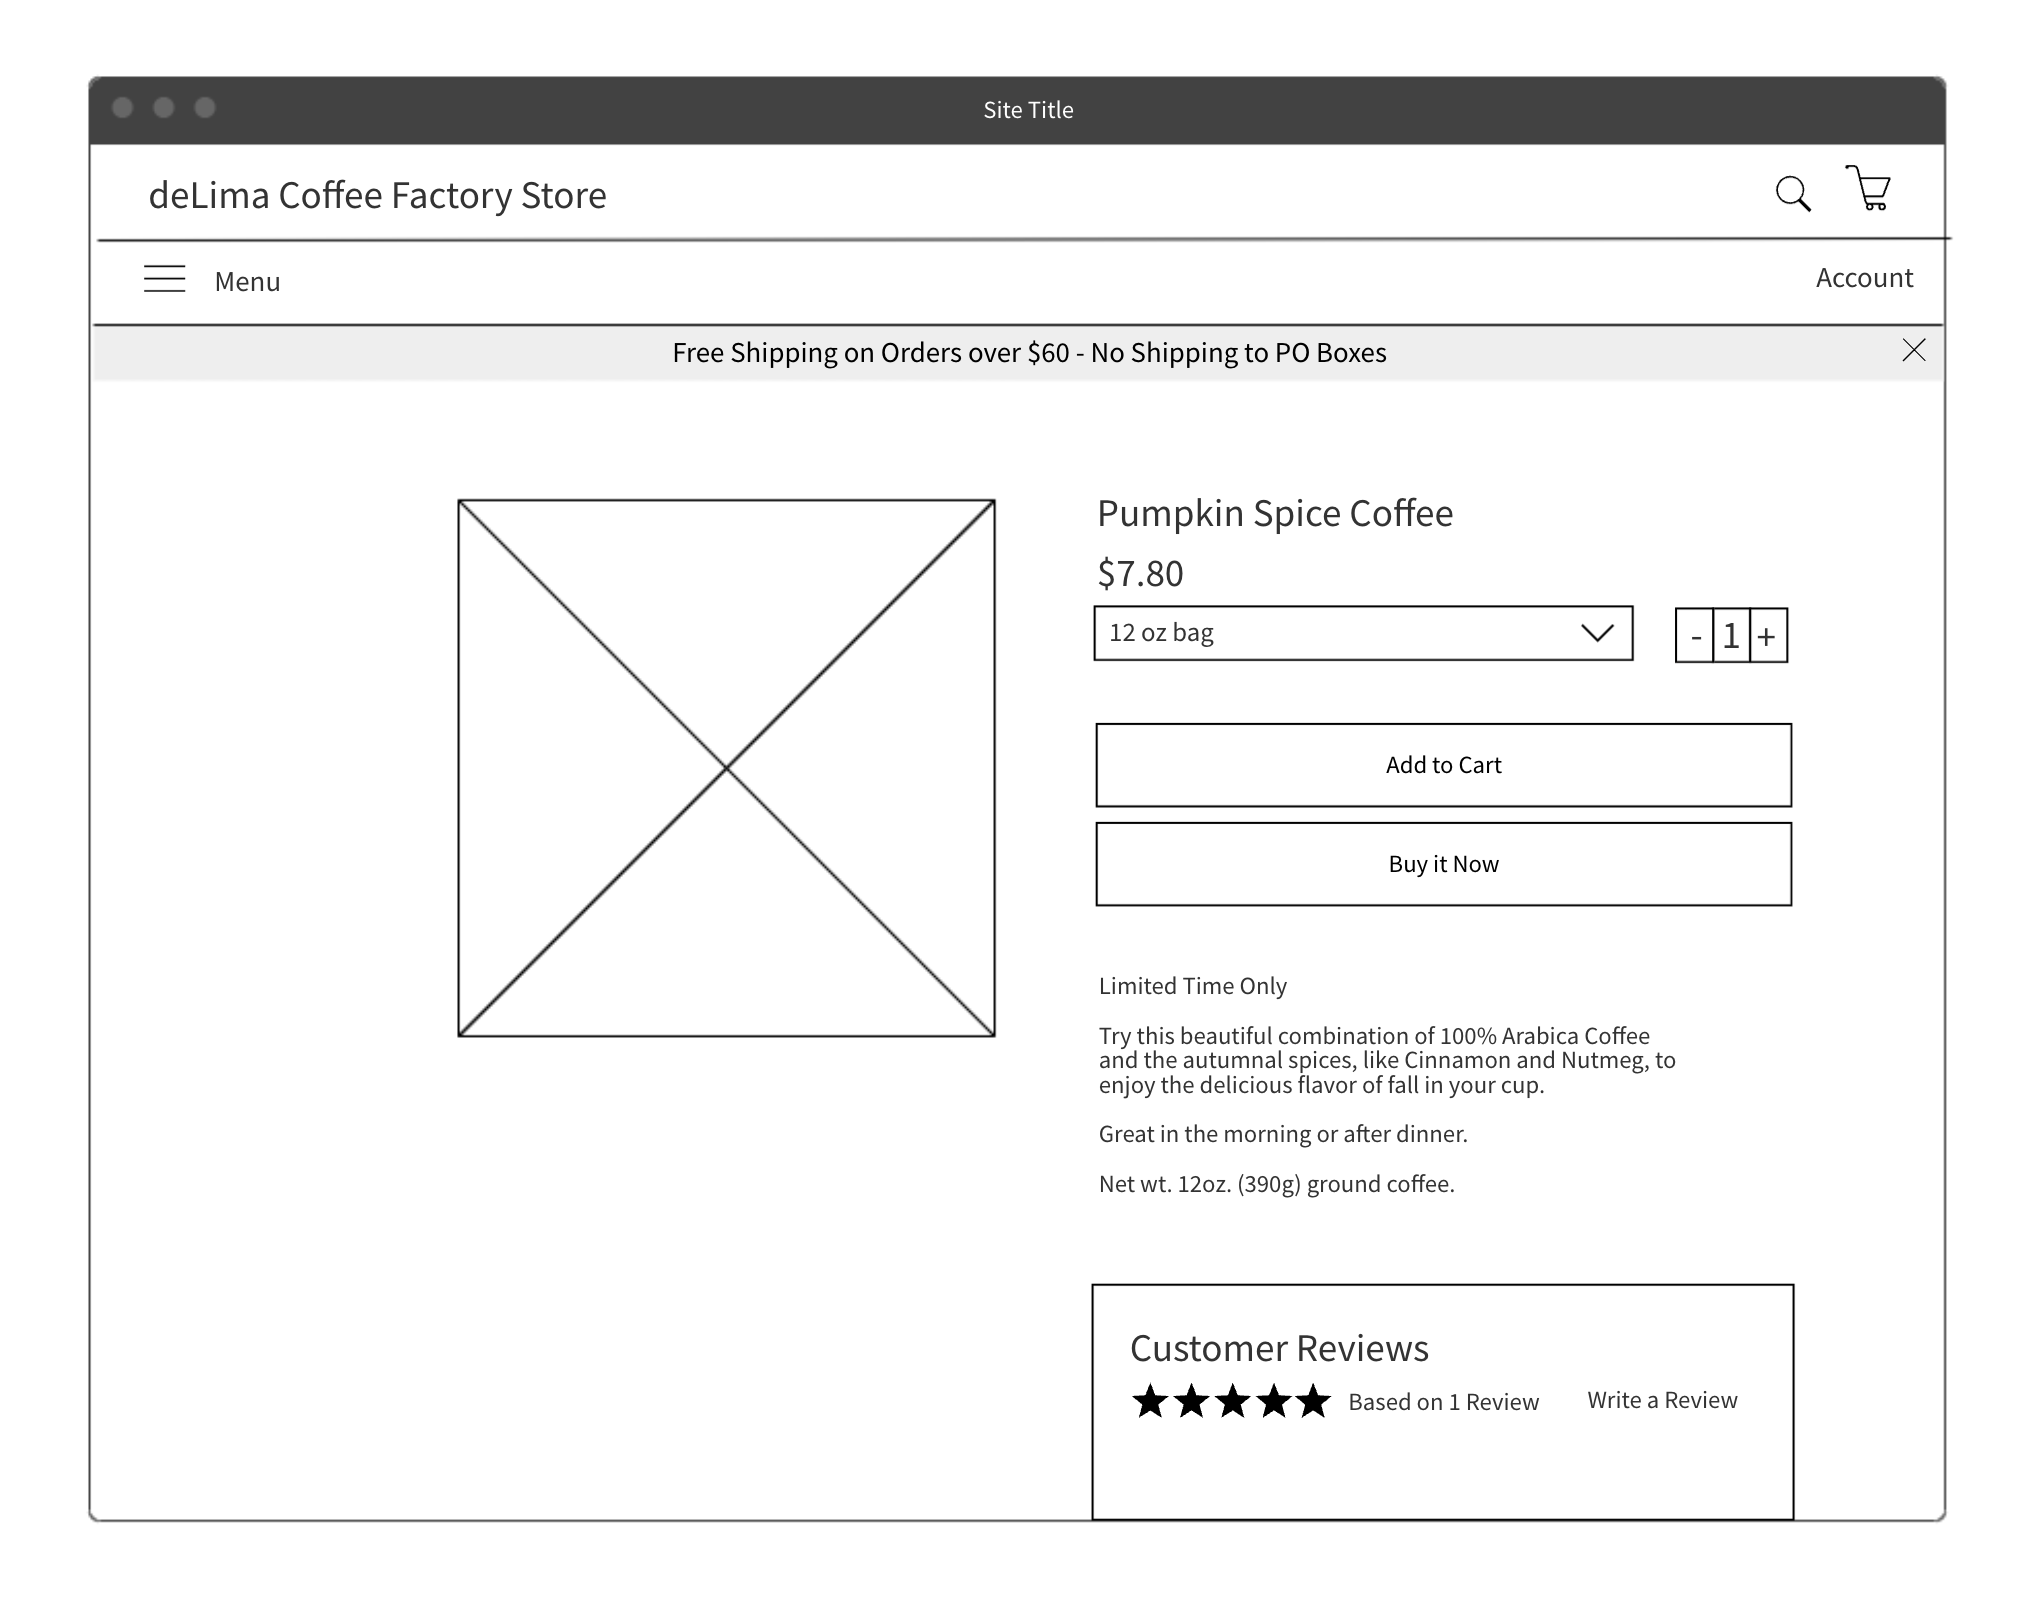 Site Title
deLima Coffee Factory Store
Menu
Account
Free Shipping on Orders over $60 - No Shipping to PO Boxes
Pumpkin Spice Coffee
$7.80
12 oz bag
- 1 +
Add to Cart
Buy it Now
Limited Time Only
Try this beautiful combination of 100% Arabica Coffee
and the autumnal spices, like Cinnamon and Nutmeg, to
enjoy the delicious flavor of fall in your cup.
Great in the morning or after dinner.
Net wt. 12oz. (390g) ground coffee.
Customer Reviews
Based on 1 Review
Write a Review